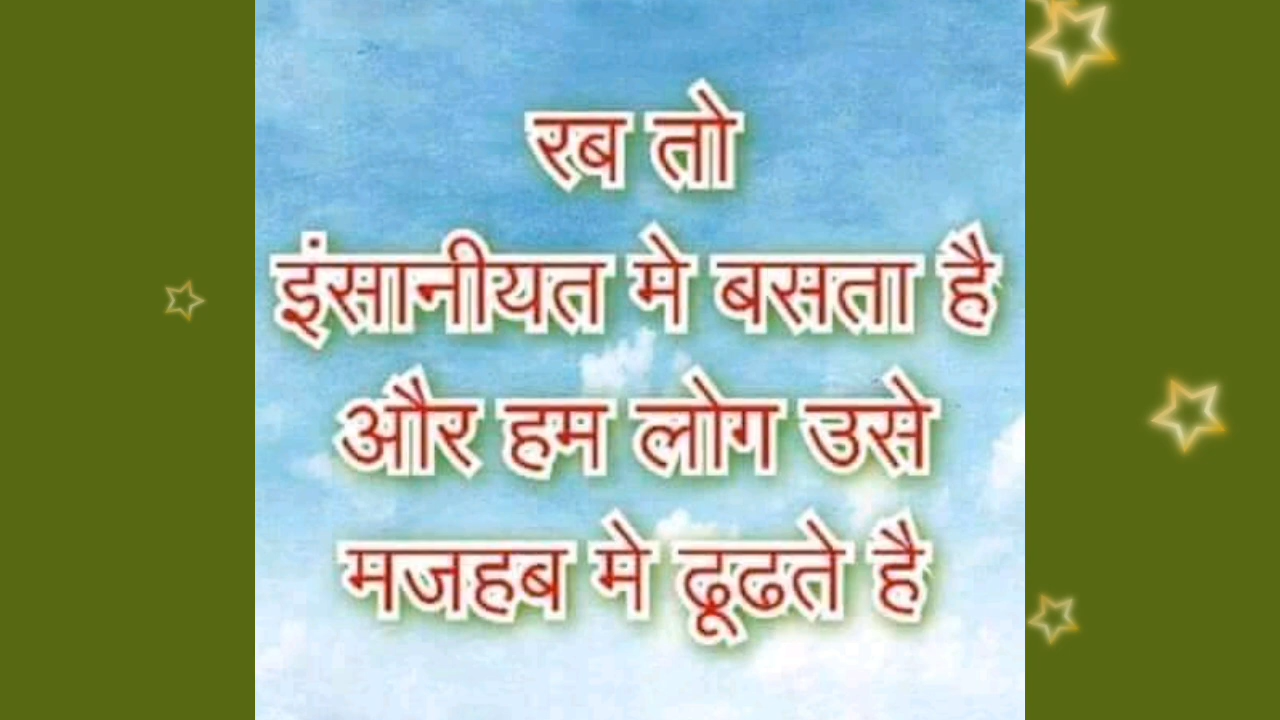 रब तो
इंसानीयत मे बसता है
और हम लोग उसे
मजहब मे ढूढते है